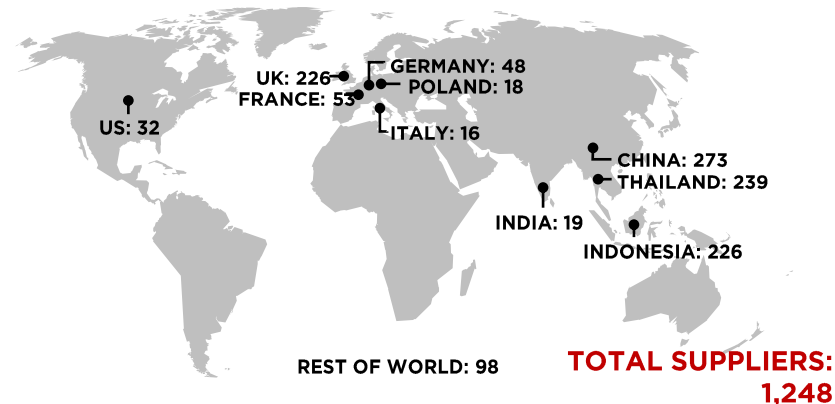 GERMANY: 48
UK: 226
POLAND: 18
FRANCE: 53
US: 32
ITALY: 16
CHINA: 273
THAILAND: 239
INDIA: 19
INDONESIA: 226
REST OF WORLD: 98
TOTAL SUPPLIERS:
1,248